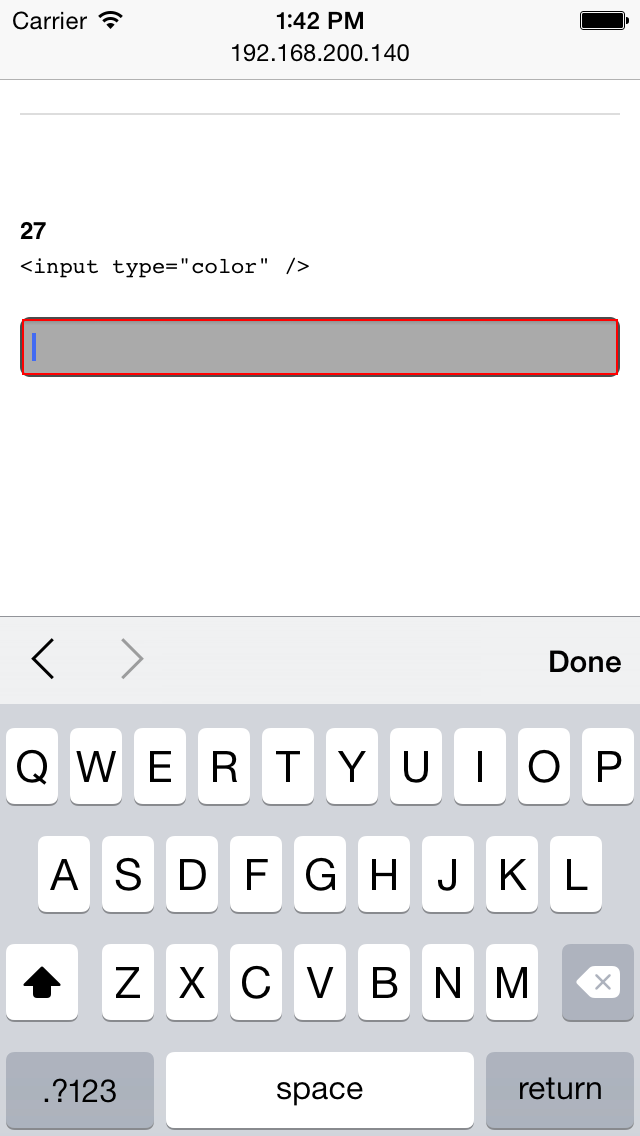 Carrier 1:42 PM
192.168.200.140
27
<input type="color" />
Done
Q W E R T Y U I O P
A S D F G H J K L
Z X C V B N M
.?123 space return